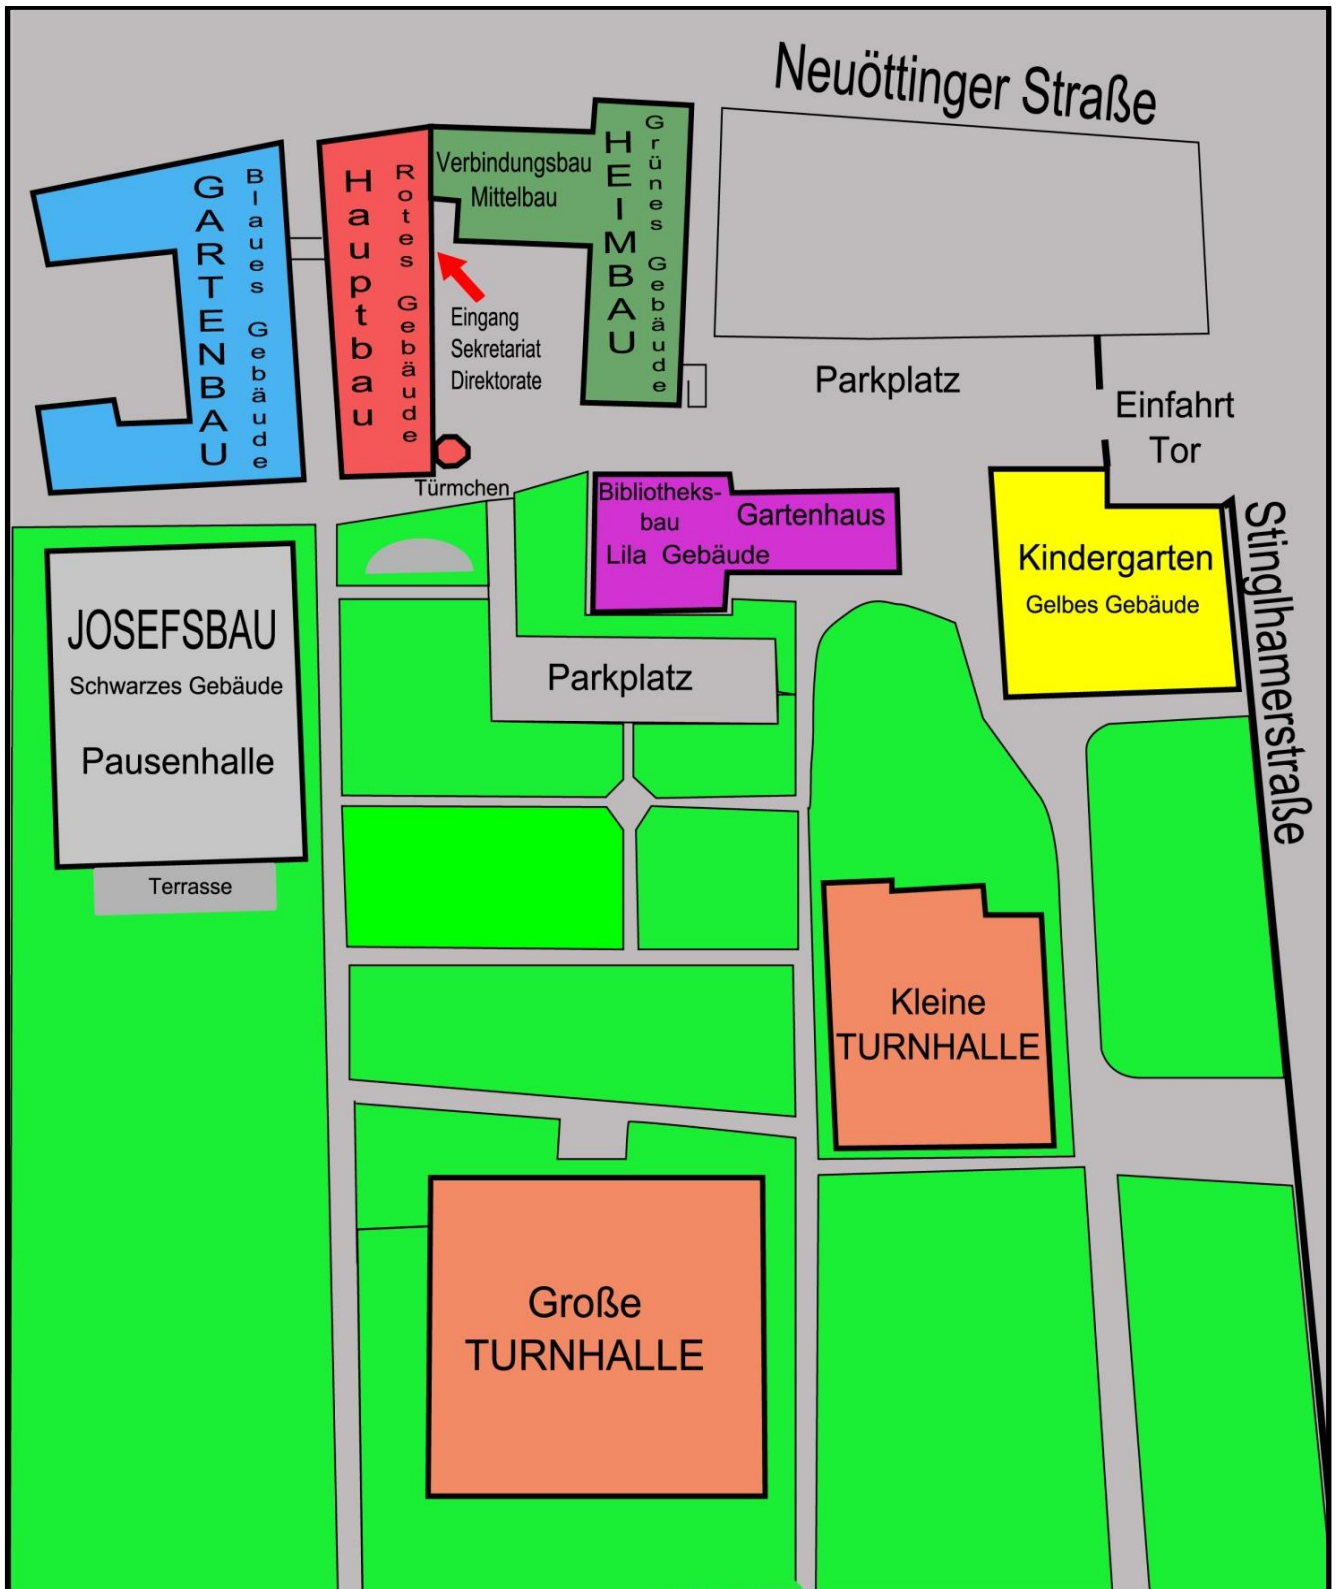 Neuöttinger Straße
GARTENBAU
Blaues Gebäude
Hauptbau
Rotes Gebäude
Verbindungsbau
Mittelbau
HEIMBAU
Grünes Gebäude
Eingang
Sekretariat
Direktorate
Parkplatz
Einfahrt
Tor
Türmchen
Bibliotheks-
bau
Gartenhaus
Lila Gebäude
Kindergarten
Gelbes Gebäude
Stinglhamerstraße
JOSEFSBAU
Schwarzes Gebäude
Pausenhalle
Terrasse
Parkplatz
Kleine
TURNHALLE
Große
TURNHALLE